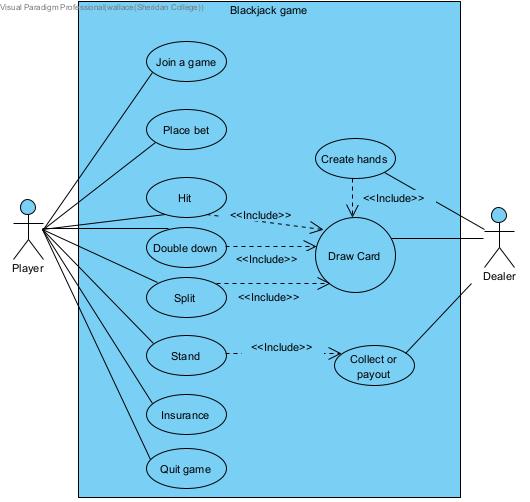 Visual Paradigm Professional(wallace(Sheridan College))
Blackjack game
Join a game
Place bet
Create hands
Hit
<<Include>>
<<Include>>
Double down
<<Include>>
Draw Card
Player
Dealer
Split
<<Include>>
Stand
<<Include>>
Collect or
payout
Insurance
Quit game